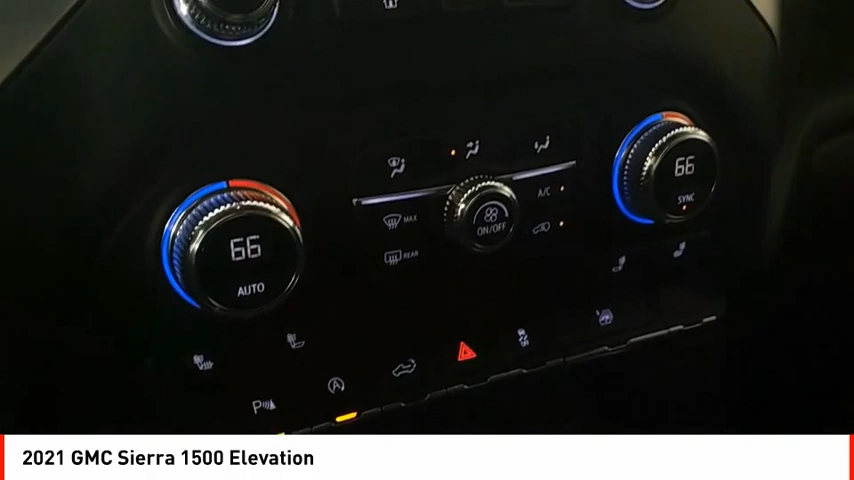 66
SYNC
A/C
MAX
ON/OFF
REAR
66
AUTO
A
P
2021 GMC Sierra 1500 Elevation